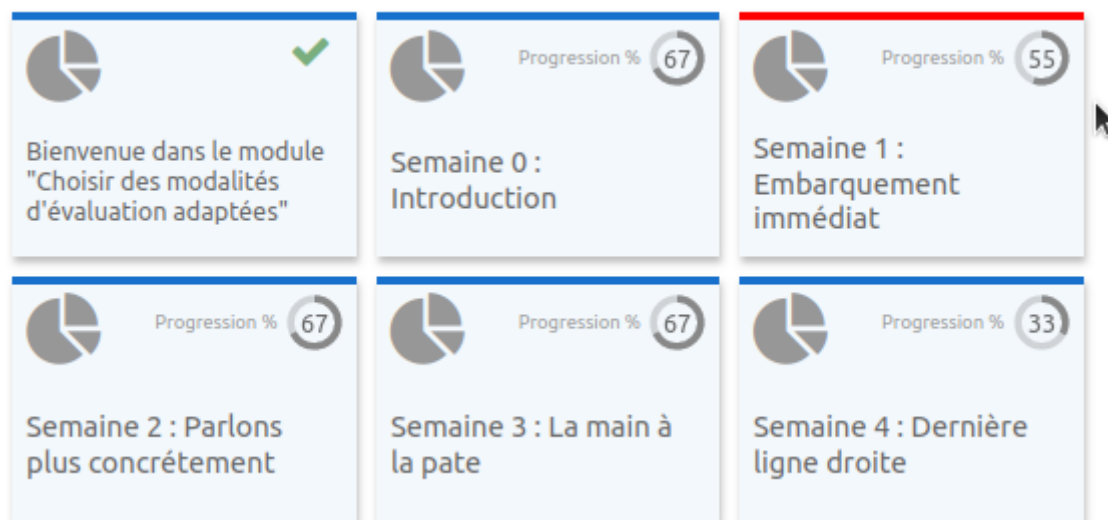 Bienvenue dans le module
"Choisir des modalités
d'évaluation adaptées"
Progression % 67
Semaine 0 :
Introduction
Progression % 55
Semaine 1 :
Embarquement
immédiat
Progression % 67
Semaine 2 : Parlons
plus concrétement
Progression % 67
Semaine 3 : La main à
la pate
Progression % 33
Semaine 4 : Dernière
ligne droite